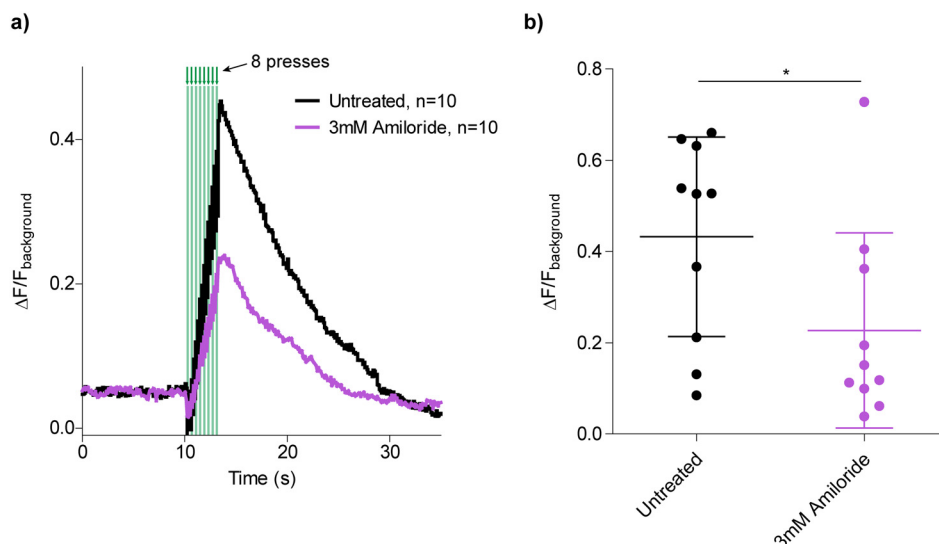 a)
8 presses
Untreated, n=10
3mM Amiloride, n=10
ΔF/Fbackground
0.4
0.2
0.0
0
10
20
30
Time (s)
b)
*
ΔF/Fbackground
0.8
0.6
0.4
0.2
0.0
Untreated
3mM Amiloride